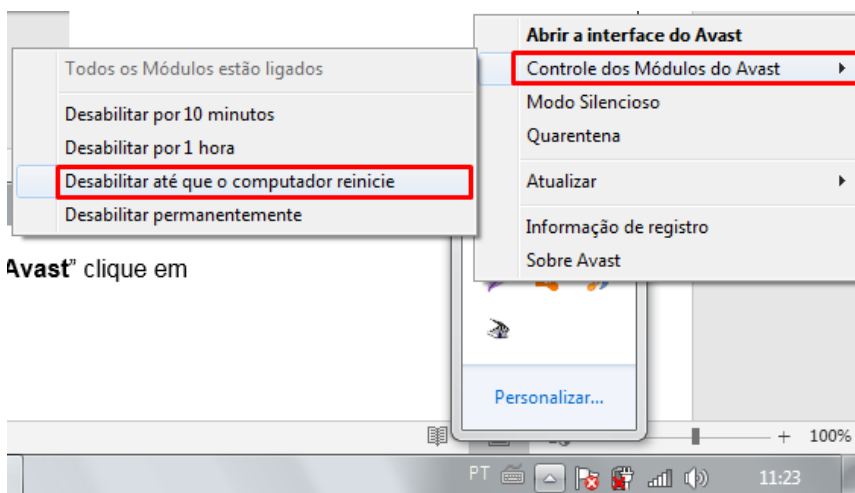 Abrir a interface do Avast
Controle dos Módulos do Avast
Modo Silencioso
Quarentena
Atualizar
Informação de registro
Sobre Avast
Todos os Módulos estão ligados
Desabilitar por 10 minutos
Desabilitar por 1 hora
Desabilitar até que o computador reinicie
Desabilitar permanentemente
Avast" clique em
Personalizar...
100%
PT
11:23